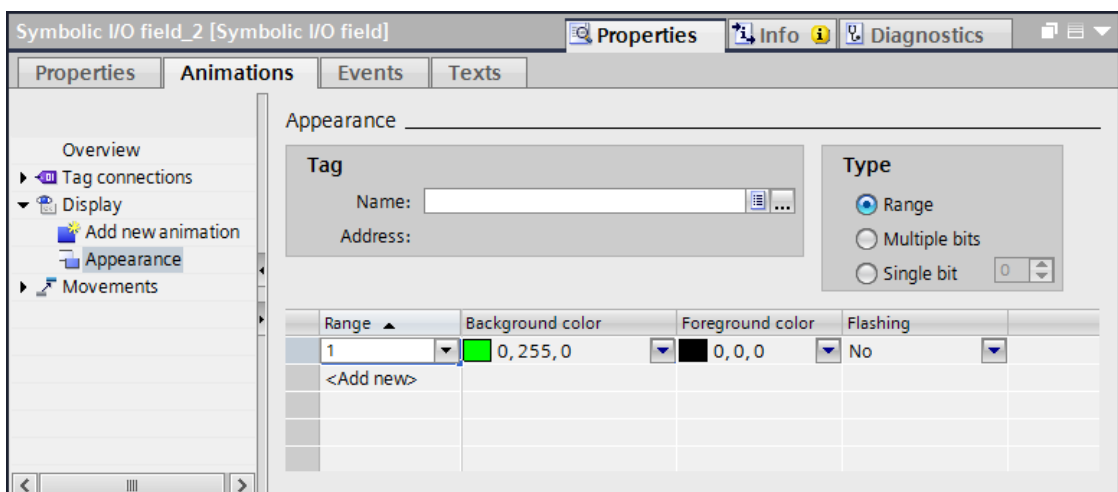 Symbolic I/O field_2 [Symbolic I/O field]
Properties Info Diagnostics
Properties Animations Events Texts
Overview
Tag connections
Display
Add new animation
Appearance
Movements
Appearance
Tag
Name: ...
Address:
Type
Range
Multiple bits
Single bit 0
Range Background color Foreground color Flashing
1 0, 255, 0 0, 0, 0 No
<Add new>